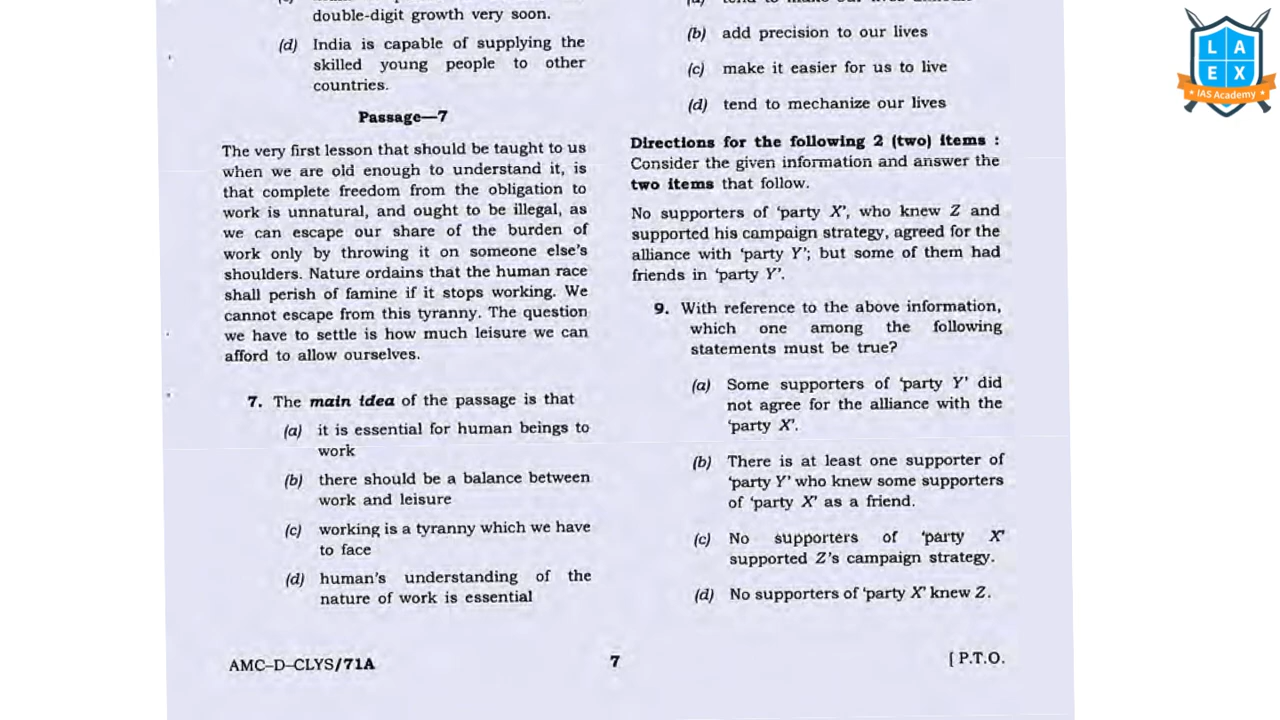 double-digit growth very soon.
(d) India is capable of supplying the
skilled young people to other
countries.
Passage—7
The very first lesson that should be taught to us
when we are old enough to understand it, is
that complete freedom from the obligation to
work is unnatural, and ought to be illegal, as
we can escape our share of the burden of
work only by throwing it on someone else's
shoulders. Nature ordains that the human race
shall perish of famine if it stops working. We
cannot escape from this tyranny. The question
we have to settle is how much leisure we can
afford to allow ourselves.
7. The main idea of the passage is that
(a) it is essential for human beings to
work
(b) there should be a balance between
work and leisure
(c) working is a tyranny which we have
to face
(d) human's understanding of the
nature of work is essential
AMC–D–CLYS/71A
(b) add precision to our lives
(c) make it easier for us to live
(d) tend to mechanize our lives
Directions for the following 2 (two) items :
Consider the given information and answer the
two items that follow.
No supporters of 'party X', who knew Z and
supported his campaign strategy, agreed for the
alliance with 'party Y'; but some of them had
friends in 'party Y'.
9. With reference to the above information,
which one among the following
statements must be true?
(a) Some supporters of 'party Y' did
not agree for the alliance with the
'party X'.
(b) There is at least one supporter of
'party Y' who knew some supporters
of 'party X' as a friend.
(c) No supporters of 'party X'
supported Z's campaign strategy.
(d) No supporters of 'party X' knew Z.
7
[ P.T.O.
L A
E X
IAS Academy